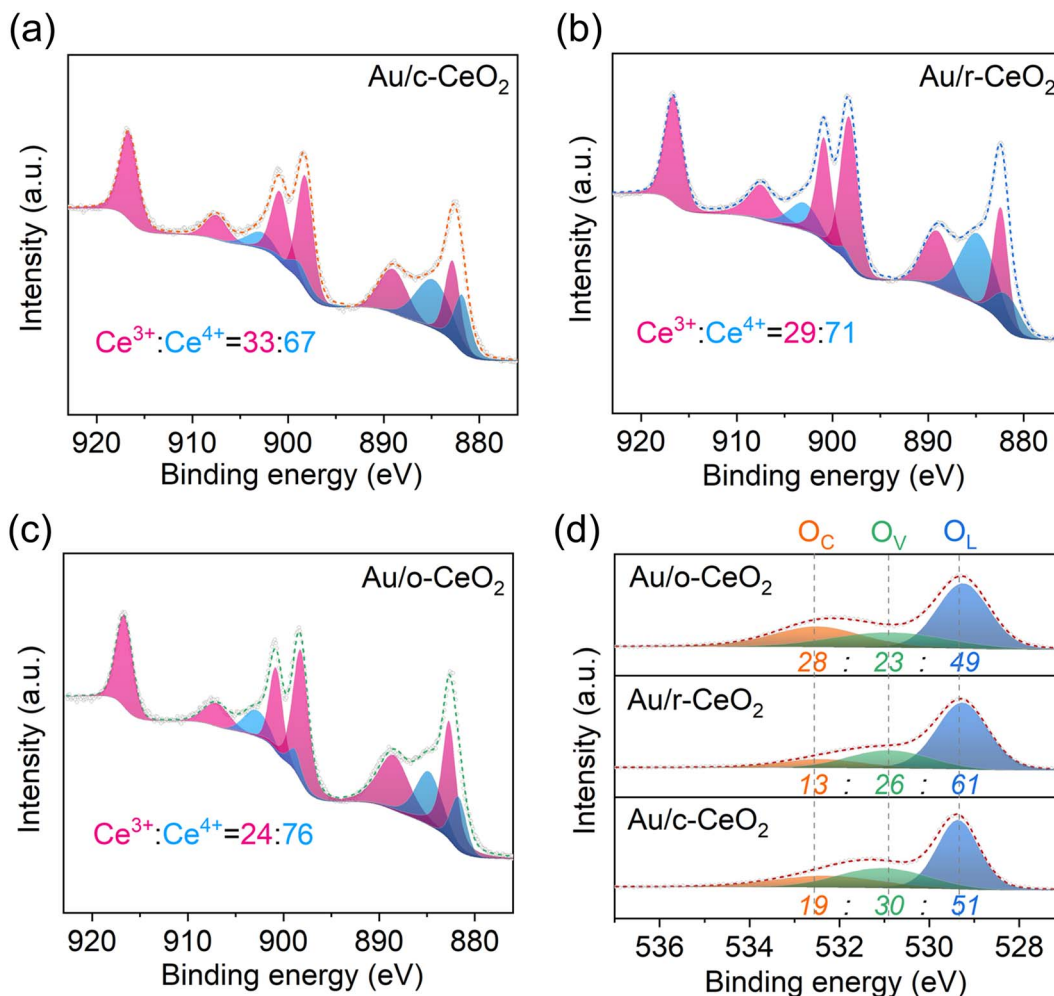 (a)
Au/c-CeO₂
Intensity (a.u.)
Ce³⁺:Ce⁴⁺=33:67
920 910 900 890 880
Binding energy (eV)
(b)
Au/r-CeO₂
Intensity (a.u.)
Ce³⁺:Ce⁴⁺=29:71
920 910 900 890 880
Binding energy (eV)
(c)
Au/o-CeO₂
Intensity (a.u.)
Ce³⁺:Ce⁴⁺=24:76
920 910 900 890 880
Binding energy (eV)
(d)
O_C O_V O_L
Au/o-CeO₂
28 : 23 : 49
Au/r-CeO₂
13 : 26 : 61
Au/c-CeO₂
19 : 30 : 51
Intensity (a.u.)
536 534 532 530 528
Binding energy (eV)